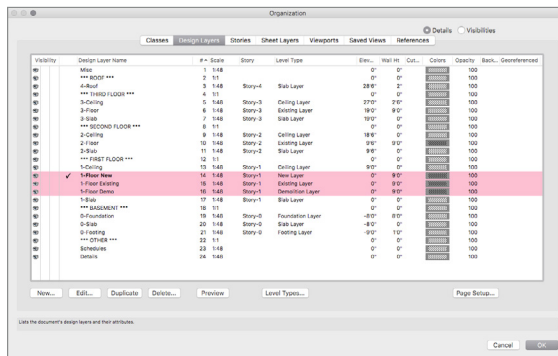 Organization
Details Visibilities
Classes Design Layers Stories Sheet Layers Viewports Saved Views References
Visibility Design Layer Name #^ Scale Story Level Type Elev... Wall Ht Cut... Colors Opacity Back... Georeferenced
Misc 1 1:48 0" 0" 100
*** ROOF *** 2 1:1 0" 0" 100
4-Roof 3 1:48 Story-4 Slab Layer 28'6" 2" 100
*** THIRD FLOOR *** 4 1:1 0" 0" 100
3-Ceiling 5 1:48 Story-3 Ceiling Layer 27'0" 2'6" 100
3-Floor 6 1:48 Story-3 Existing Layer 19'0" 9'0" 100
3-Slab 7 1:48 Story-3 Slab Layer 19'0" 0" 100
*** SECOND FLOOR *** 8 1:1 0" 0" 100
2-Ceiling 9 1:48 Story-2 Ceiling Layer 18'6" 0" 100
2-Floor 10 1:48 Story-2 Existing Layer 9'6" 9'0" 100
2-Slab 11 1:48 Story-2 Slab Layer 9'6" 0" 100
*** FIRST FLOOR *** 12 1:1 0" 0" 100
1-Ceiling 13 1:48 Story-1 Ceiling Layer 9'0" 0" 100
✓ 1-Floor New 14 1:48 Story-1 New Layer 0" 9'0" 100
1-Floor Existing 15 1:48 Story-1 Existing Layer 0" 9'0" 100
1-Floor Demo 16 1:48 Story-1 Demolition Layer 0" 9'0" 100
1-Slab 17 1:48 Story-1 Slab Layer 0" 0" 100
*** BASEMENT *** 18 1:1 0" 0" 100
0-Foundation 19 1:48 Story-0 Foundation Layer -8'0" 8'0" 100
0-Slab 20 1:48 Story-0 Slab Layer -8'0" 0" 100
0-Footing 21 1:48 Story-0 Footing Layer -9'0" 1'0" 100
*** OTHER *** 22 1:1 0" 0" 100
Schedules 23 1:48 0" 0" 100
Details 24 1:48 0" 0" 100
New... Edit... Duplicate Delete... Preview Level Types... Page Setup...
Lists the document's design layers and their attributes.
Cancel OK